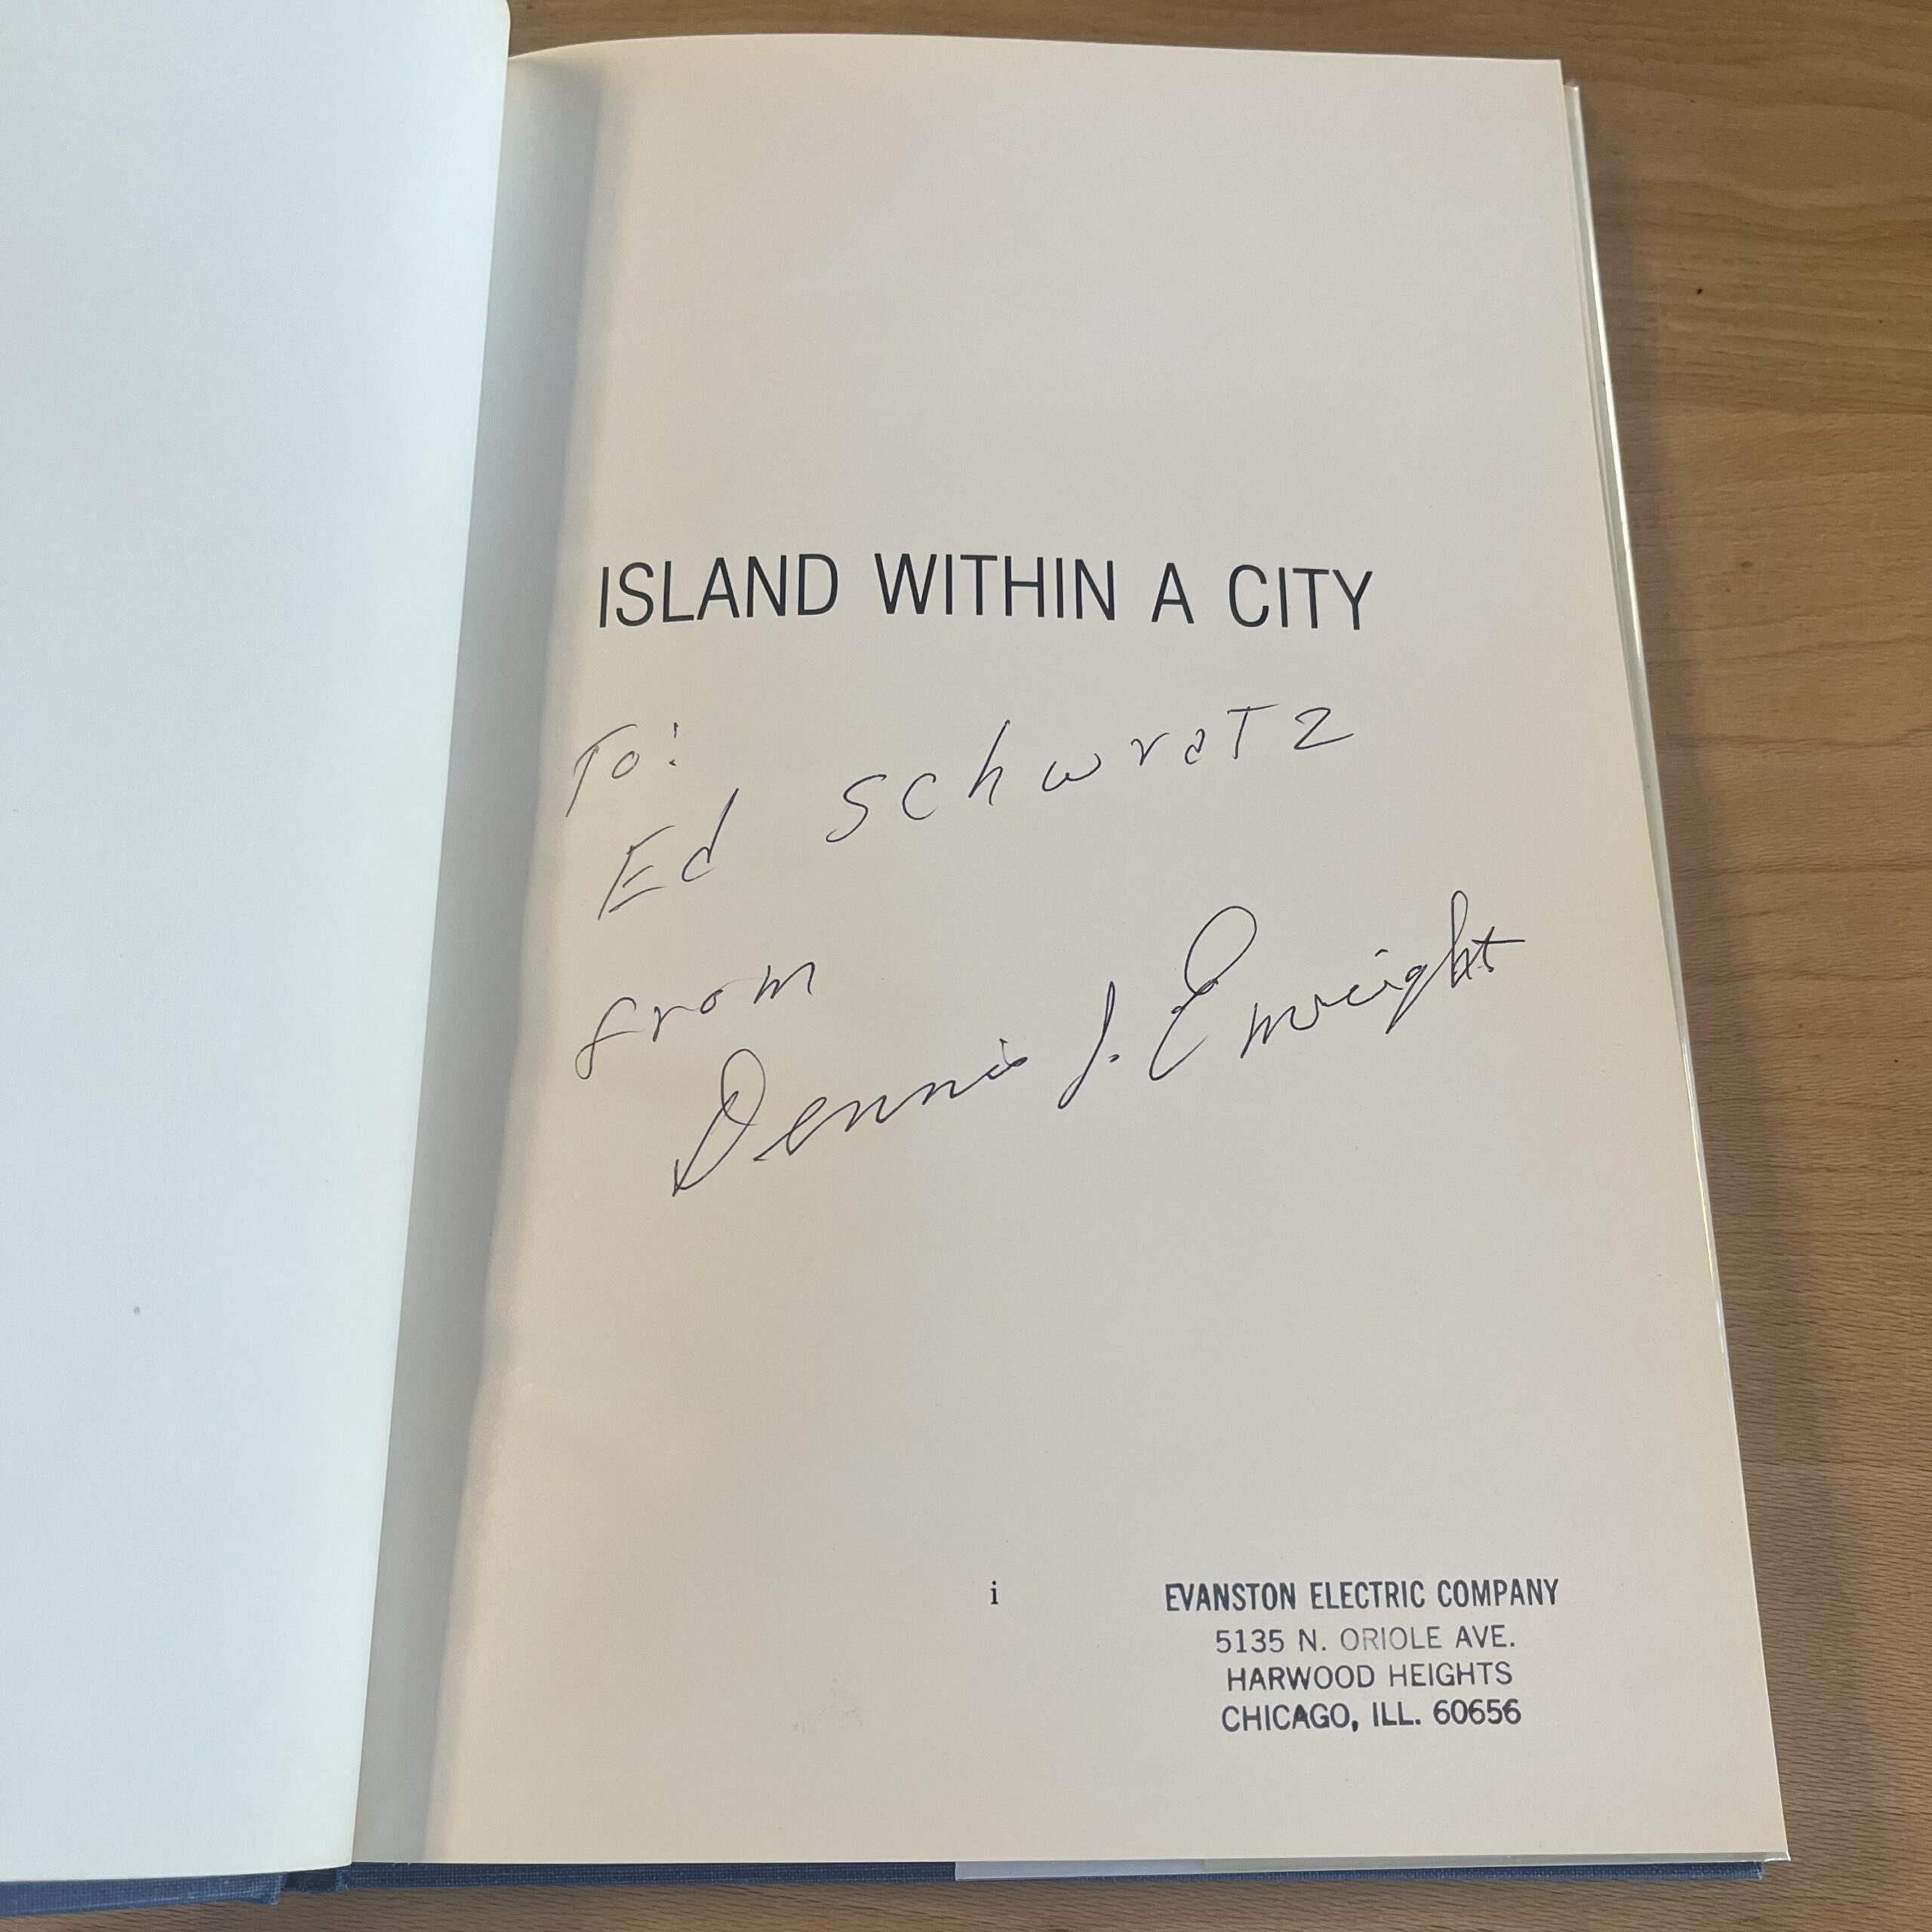 ISLAND WITHIN A CITY
To:
Ed Schwratz
from
Dennis J. Enwright
i
EVANSTON ELECTRIC COMPANY
5135 N. ORIOLE AVE.
HARWOOD HEIGHTS
CHICAGO, ILL. 60656